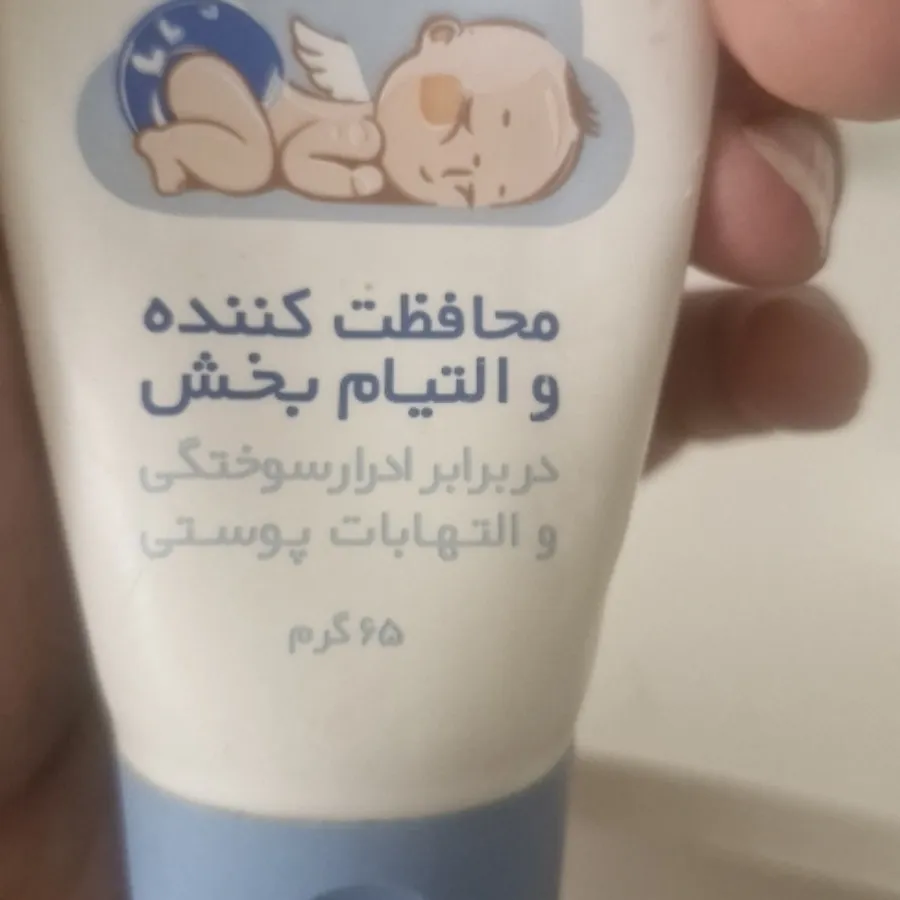 محافظت کننده
و التیام بخش
در برابر ادرارسوختگی
و التهابات پوستی
۶۵ گرم